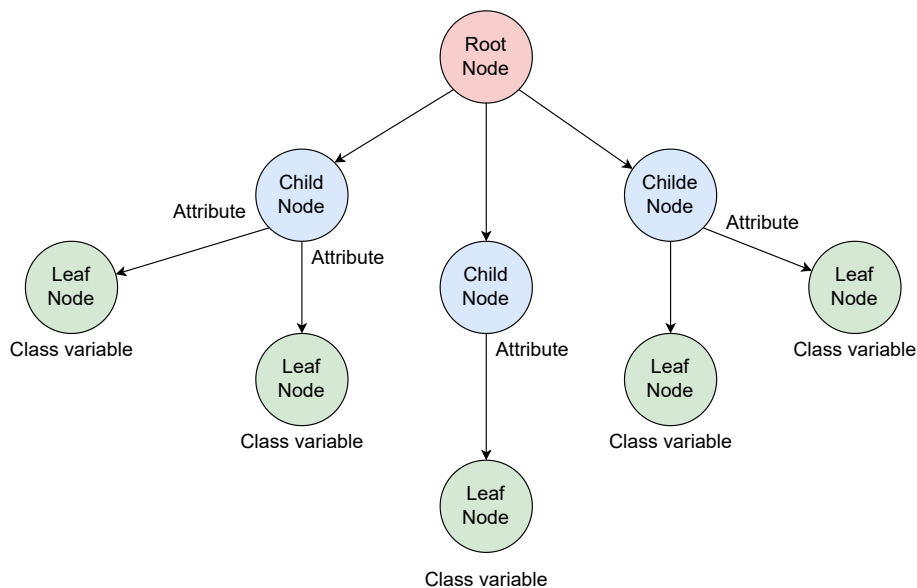 Root
Node
Child
Node
Childe
Node
Attribute
Attribute
Attribute
Leaf
Node
Child
Node
Leaf
Node
Class variable
Attribute
Class variable
Leaf
Node
Leaf
Node
Class variable
Class variable
Leaf
Node
Class variable